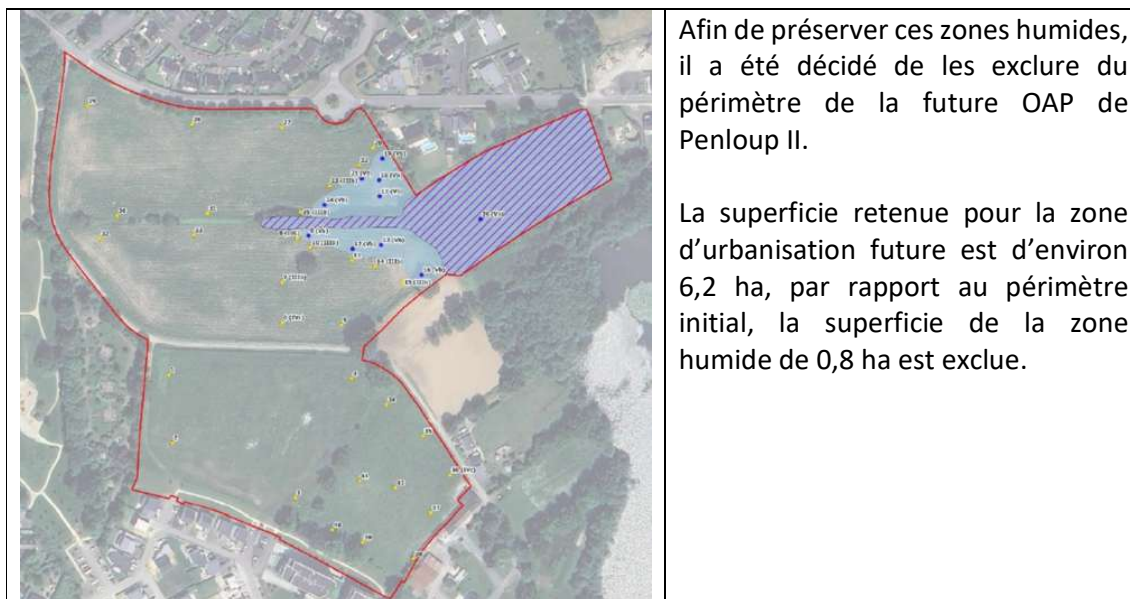 Afin de préserver ces zones humides,
il a été décidé de les exclure du
périmètre de la future OAP de
Penloup II.
La superficie retenue pour la zone
d’urbanisation future est d’environ
6,2 ha, par rapport au périmètre
initial, la superficie de la zone
humide de 0,8 ha est exclue.